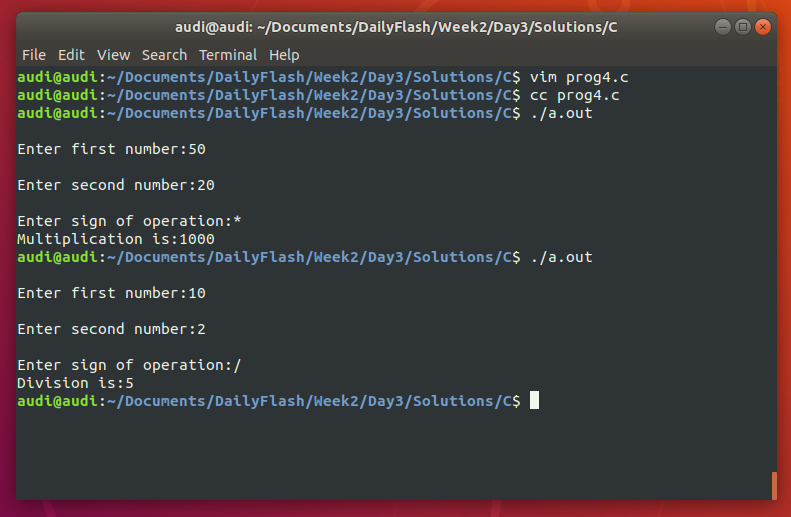 audi@audi: ~/Documents/DailyFlash/Week2/Day3/Solutions/C
File Edit View Search Terminal Help
audi@audi:~/Documents/DailyFlash/Week2/Day3/Solutions/C$ vim prog4.c
audi@audi:~/Documents/DailyFlash/Week2/Day3/Solutions/C$ cc prog4.c
audi@audi:~/Documents/DailyFlash/Week2/Day3/Solutions/C$ ./a.out
Enter first number:50
Enter second number:20
Enter sign of operation:*
Multiplication is:1000
audi@audi:~/Documents/DailyFlash/Week2/Day3/Solutions/C$ ./a.out
Enter first number:10
Enter second number:2
Enter sign of operation:/
Division is:5
audi@audi:~/Documents/DailyFlash/Week2/Day3/Solutions/C$